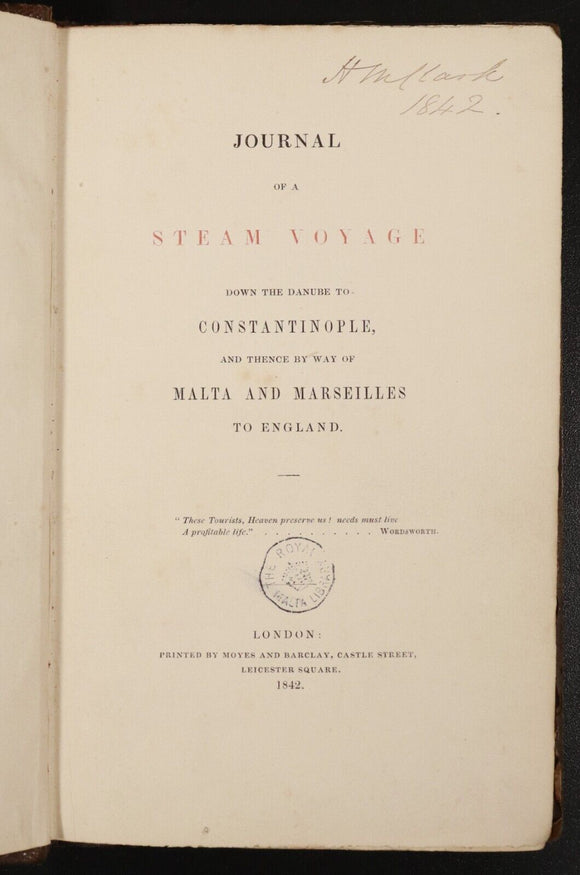 1842.
JOURNAL
OF A
STEAM VOYAGE
DOWN THE DANUBE TO
CONSTANTINOPLE,
AND THENCE BY WAY OF
MALTA AND MARSEILLES
TO ENGLAND.
" These Tourists, Heaven preserve us ! needs must live
A profitable life." . . . . . . . . . . . WORDSWORTH.
THE ROYAL
MALTA LIBRARY
LONDON:
PRINTED BY MOYES AND BARCLAY, CASTLE STREET,
LEICESTER SQUARE.
1842.